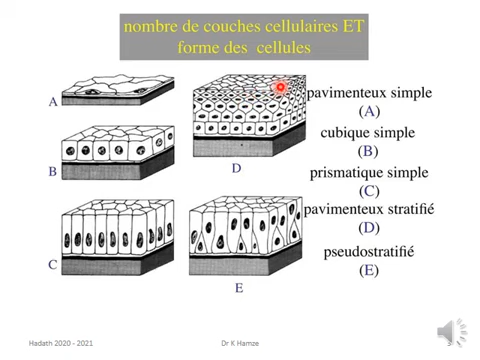 nombre de couches cellulaires ET
forme des cellules
A
B
C
D
E
pavimenteux simple
(A)
cubique simple
(B)
prismatique simple
(C)
pavimenteux stratifié
(D)
pseudostratifié
(E)
Hadath 2020 - 2021
Dr K Hamze